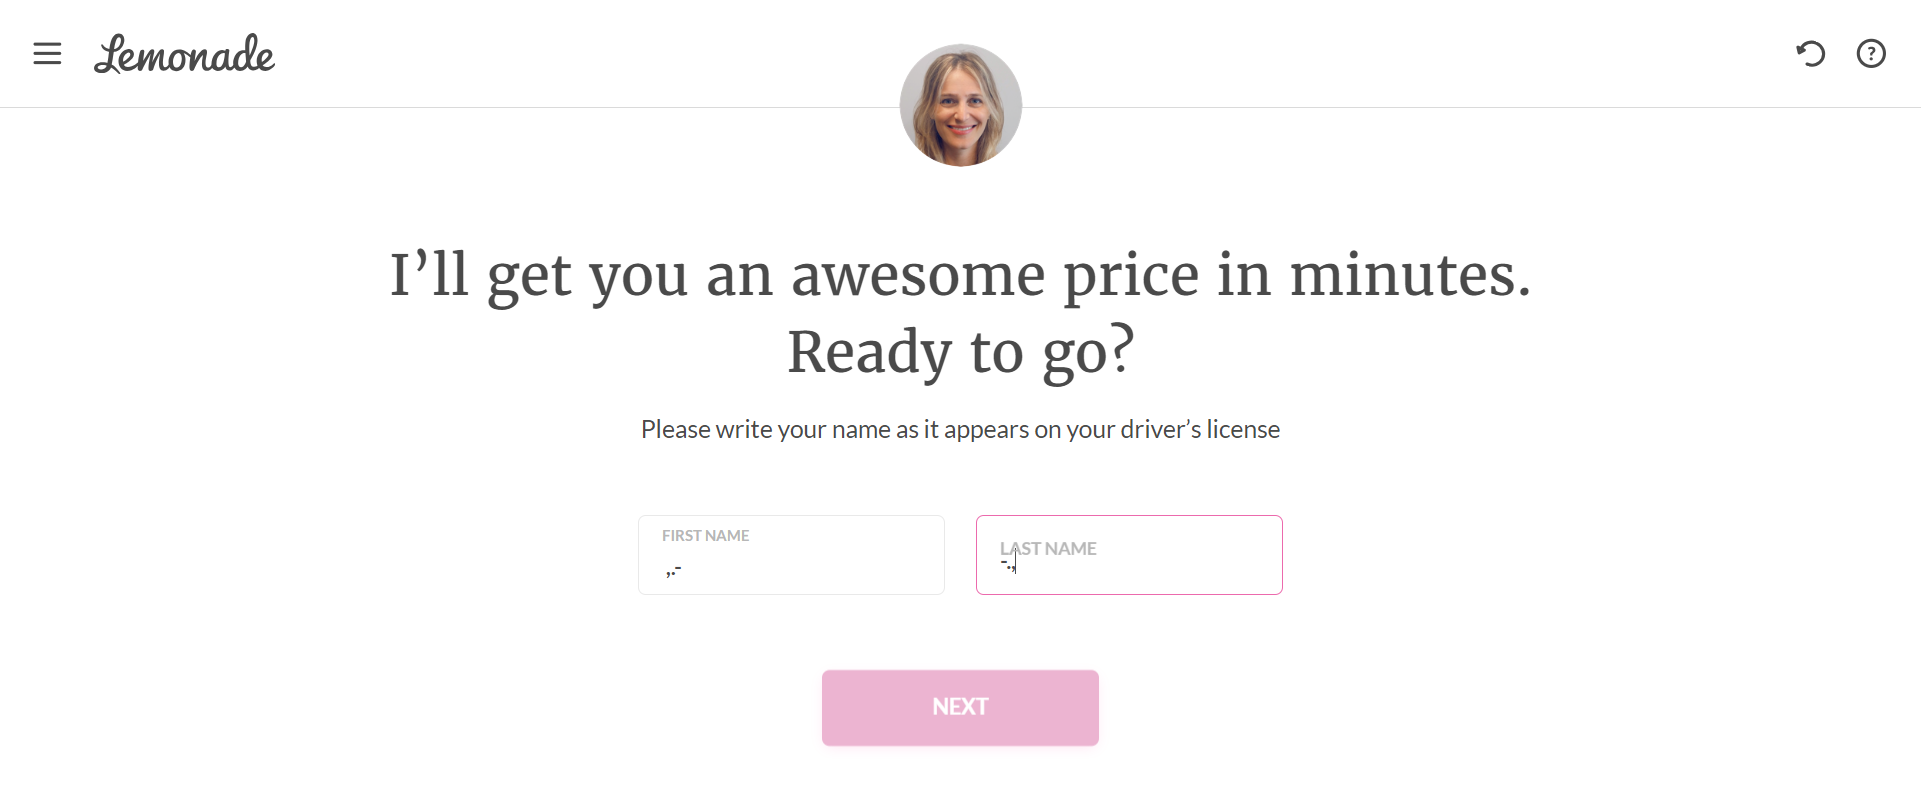 Lemonade
I’ll get you an awesome price in minutes.
Ready to go?
Please write your name as it appears on your driver’s license
FIRST NAME
,.-
LAST NAME
-.,
NEXT